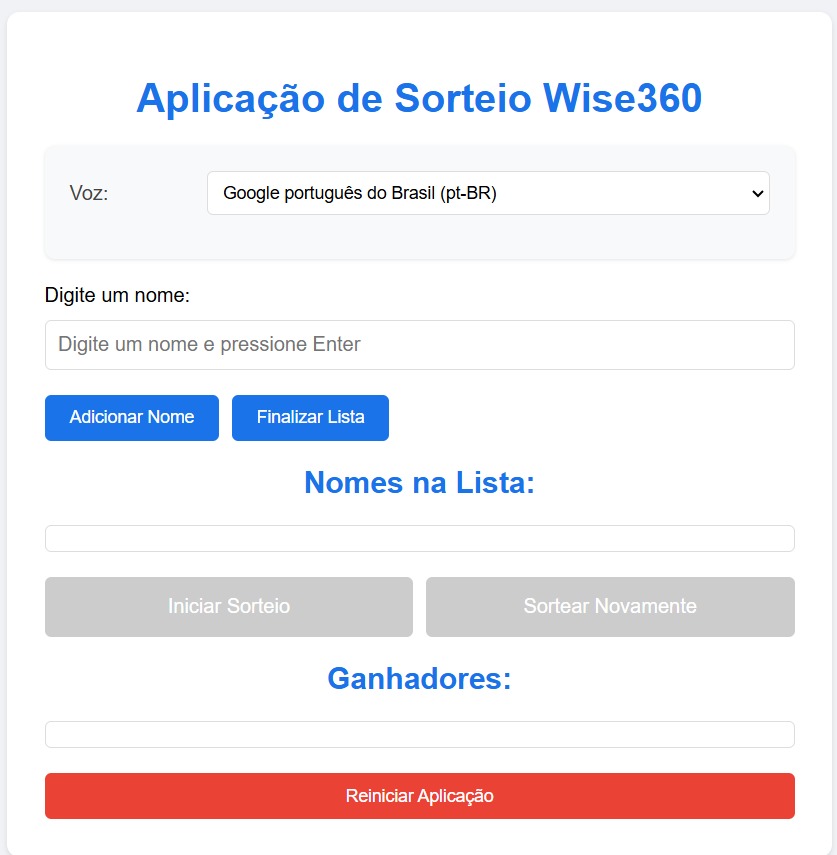 Aplicação de Sorteio Wise360
Voz: Google português do Brasil (pt-BR)
Digite um nome:
Digite um nome e pressione Enter
Adicionar Nome Finalizar Lista
Nomes na Lista:
Iniciar Sorteio Sortear Novamente
Ganhadores:
Reiniciar Aplicação